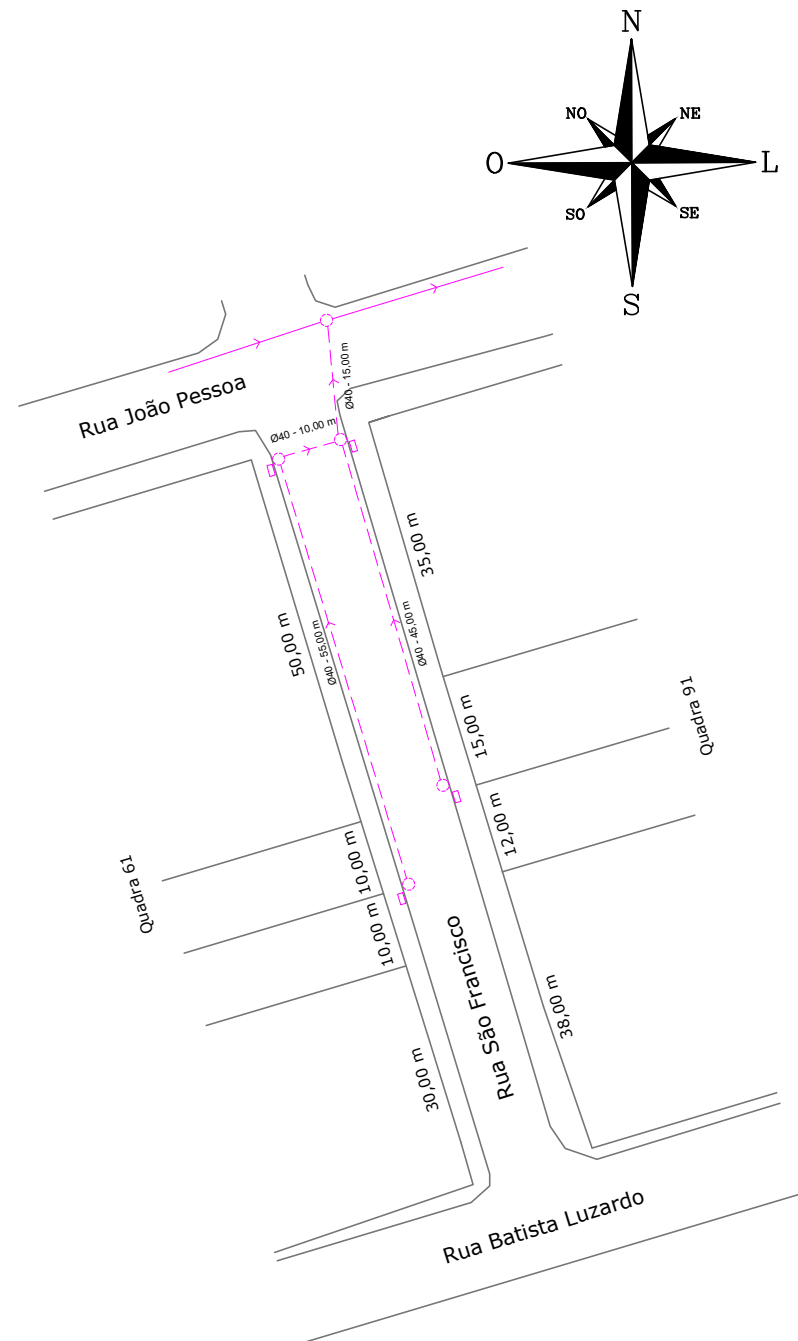 N
NO
NE
O
L
SO
SE
S
Rua João Pessoa
Ø40 - 15,00 m
Ø40 - 10,00 m
35,00 m
50,00 m
Ø40 - 55,00 m
Ø40 - 45,00 m
15,00 m
Quadra 91
12,00 m
Quadra 61
10,00 m
10,00 m
Rua São Francisco
38,00 m
30,00 m
Rua Batista Luzardo